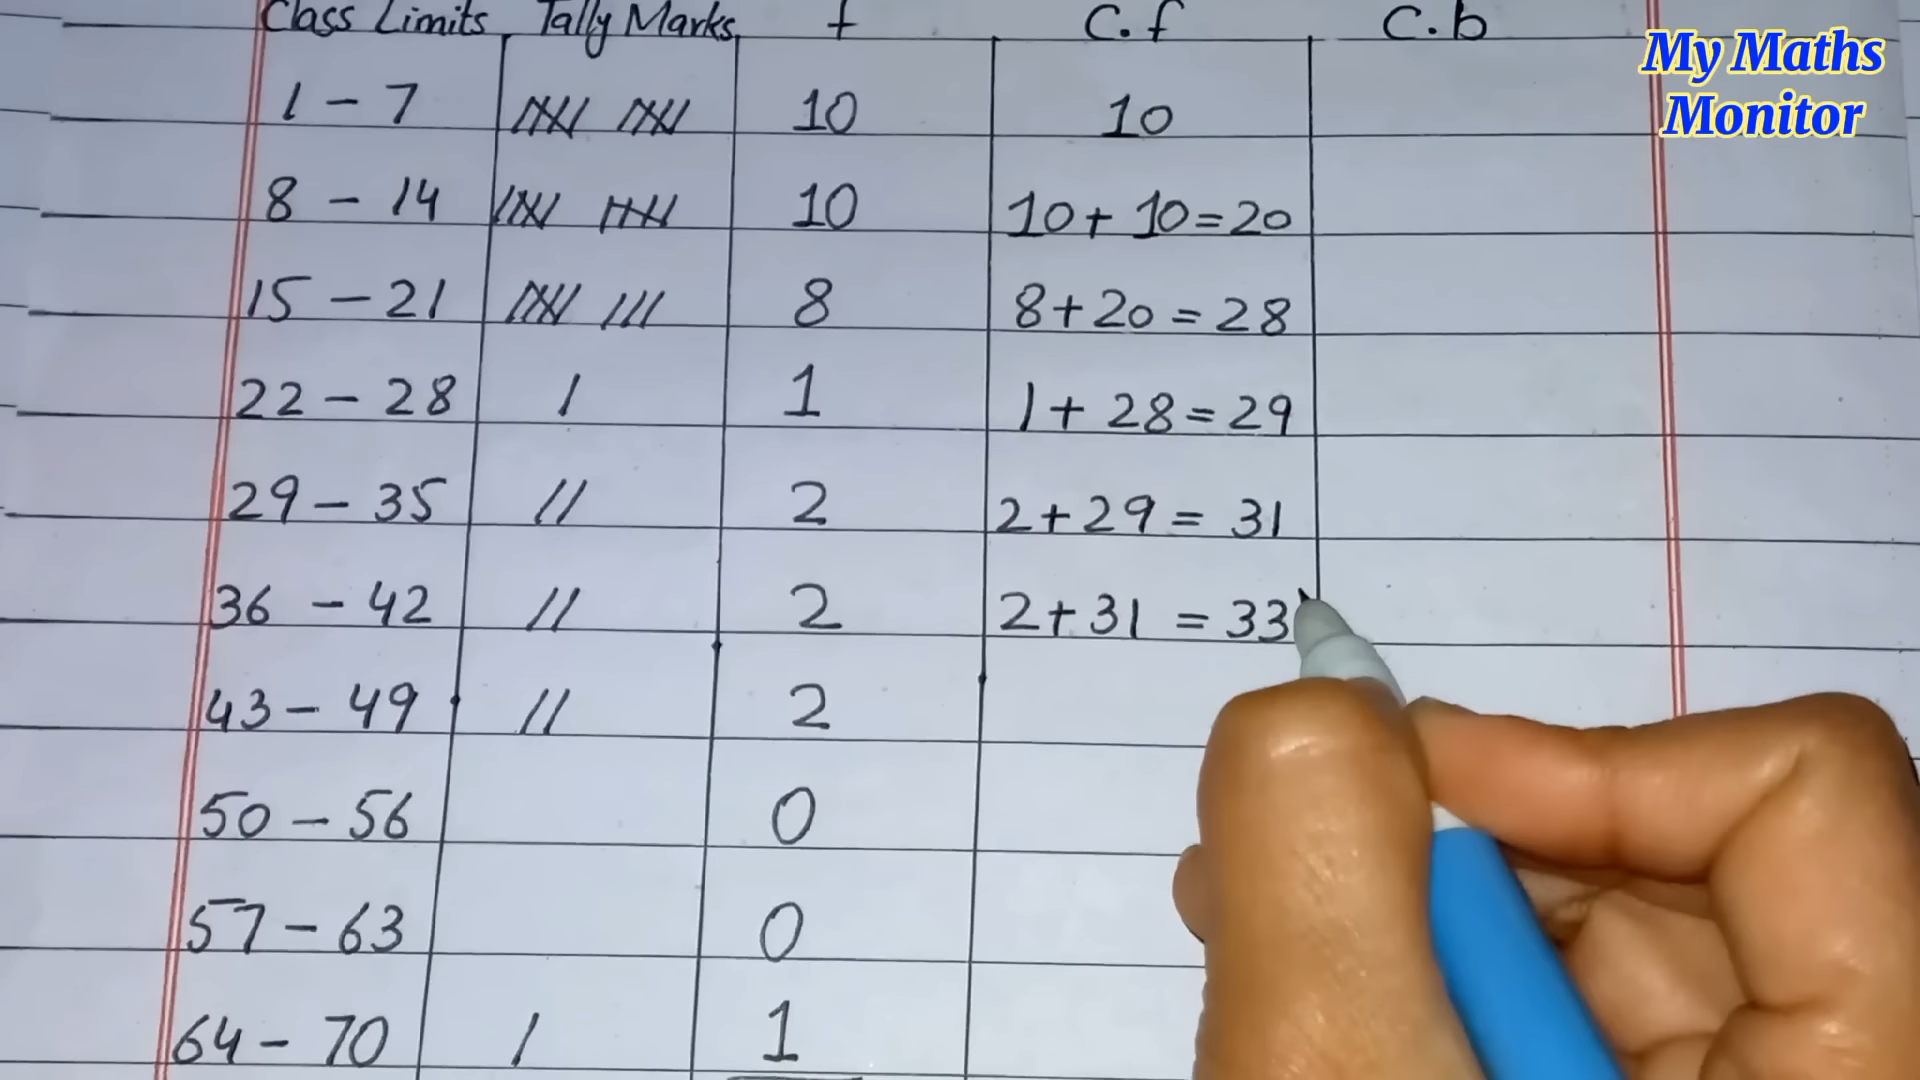 Class Limits Tally Marks f C.f C.b
My Maths
Monitor
1 - 7 10 10
8 - 14 10 10 + 10 = 20
15 - 21 8 8 + 20 = 28
22 - 28 1 1 + 28 = 29
29 - 35 2 2 + 29 = 31
36 - 42 2 2 + 31 = 33
43 - 49 2
50 - 56 0
57 - 63 0
64 - 70 1